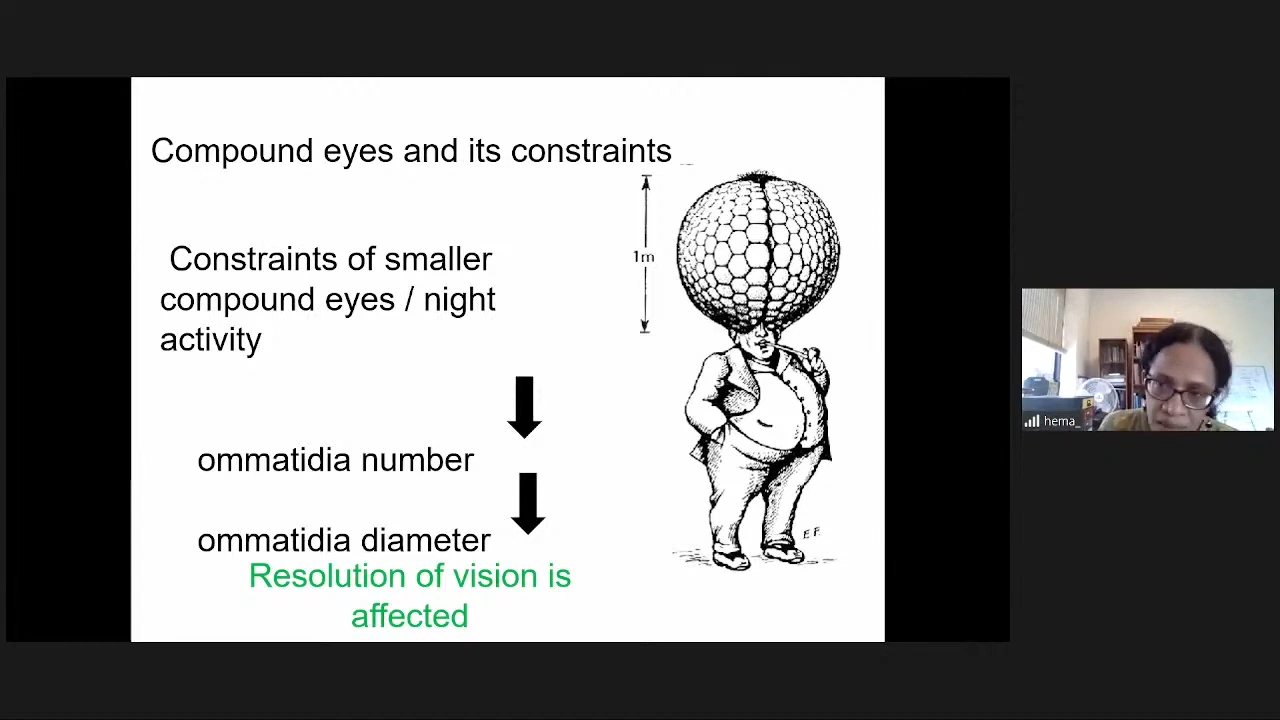 Compound eyes and its constraints
1m
Constraints of smaller
compound eyes / night
activity
ommatidia number
ommatidia diameter
Resolution of vision is
affected
E F
hema_